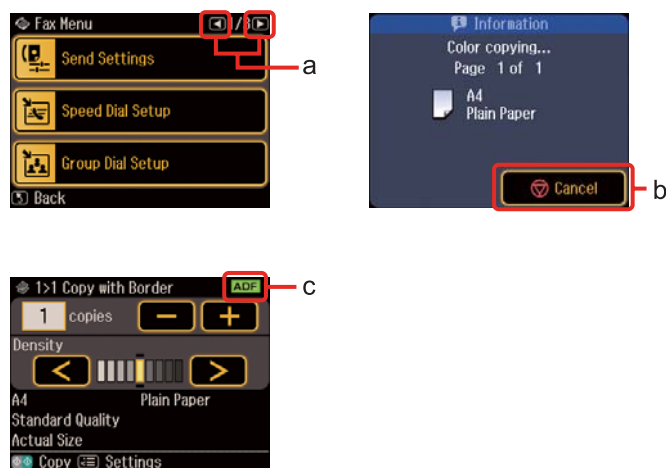 Fax Menu 1/3
Send Settings
Speed Dial Setup
Group Dial Setup
Back
a
Information
Color copying...
Page 1 of 1
A4
Plain Paper
Cancel
b
1>1 Copy with Border ADF
1 copies − +
Density
< >
A4 Plain Paper
Standard Quality
Actual Size
Copy Settings
c